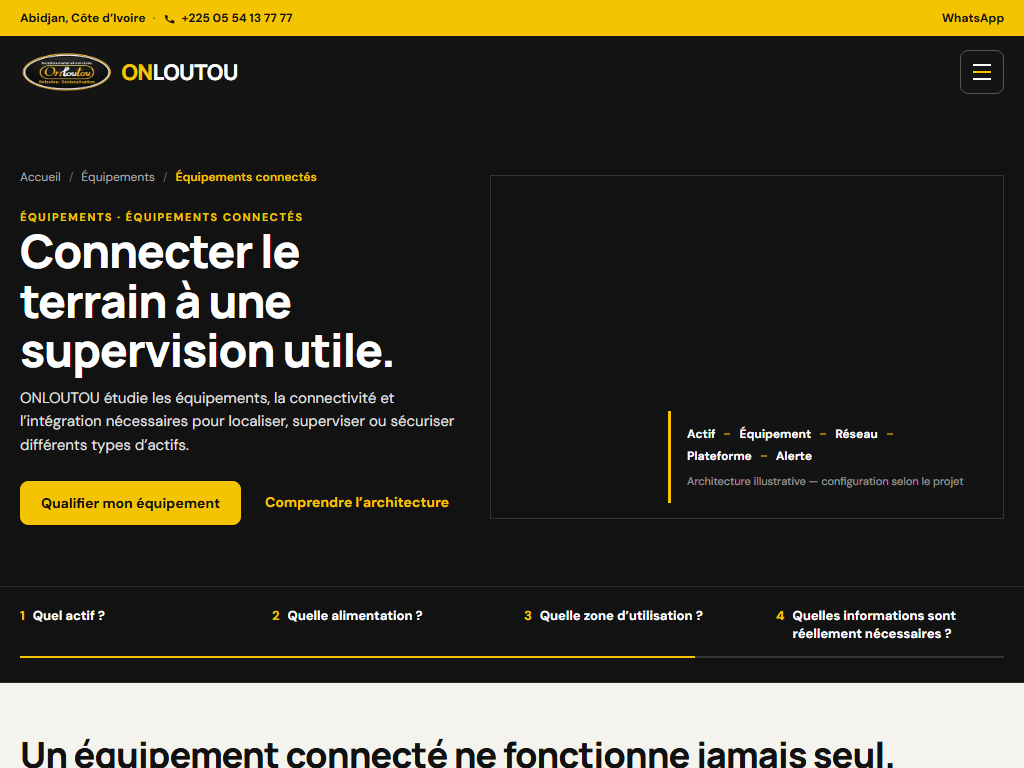 Abidjan, Côte d’Ivoire · +225 05 54 13 77 77
WhatsApp
Onloutou
ONLOUTOU
Accueil / Équipements / Équipements connectés
ÉQUIPEMENTS · ÉQUIPEMENTS CONNECTÉS
Connecter le
terrain à une
supervision utile.
ONLOUTOU étudie les équipements, la connectivité et
l’intégration nécessaires pour localiser, superviser ou sécuriser
différents types d’actifs.
Qualifier mon équipement
Comprendre l’architecture
Actif – Équipement – Réseau –
Plateforme – Alerte
Architecture illustrative — configuration selon le projet
1 Quel actif ?
2 Quelle alimentation ?
3 Quelle zone d’utilisation ?
4 Quelles informations sont
réellement nécessaires ?
Un équipement connecté ne fonctionne jamais seul.